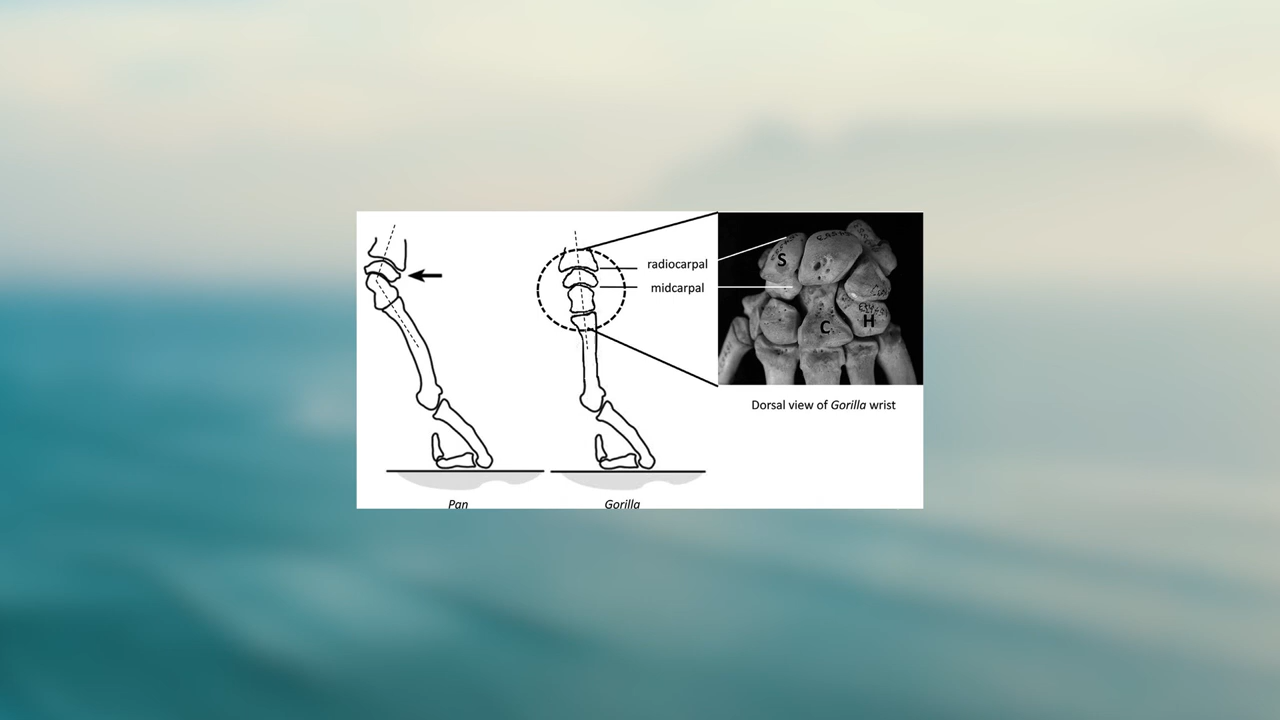 radiocarpal
midcarpal
S
C
H
Dorsal view of Gorilla wrist
Pan
Gorilla